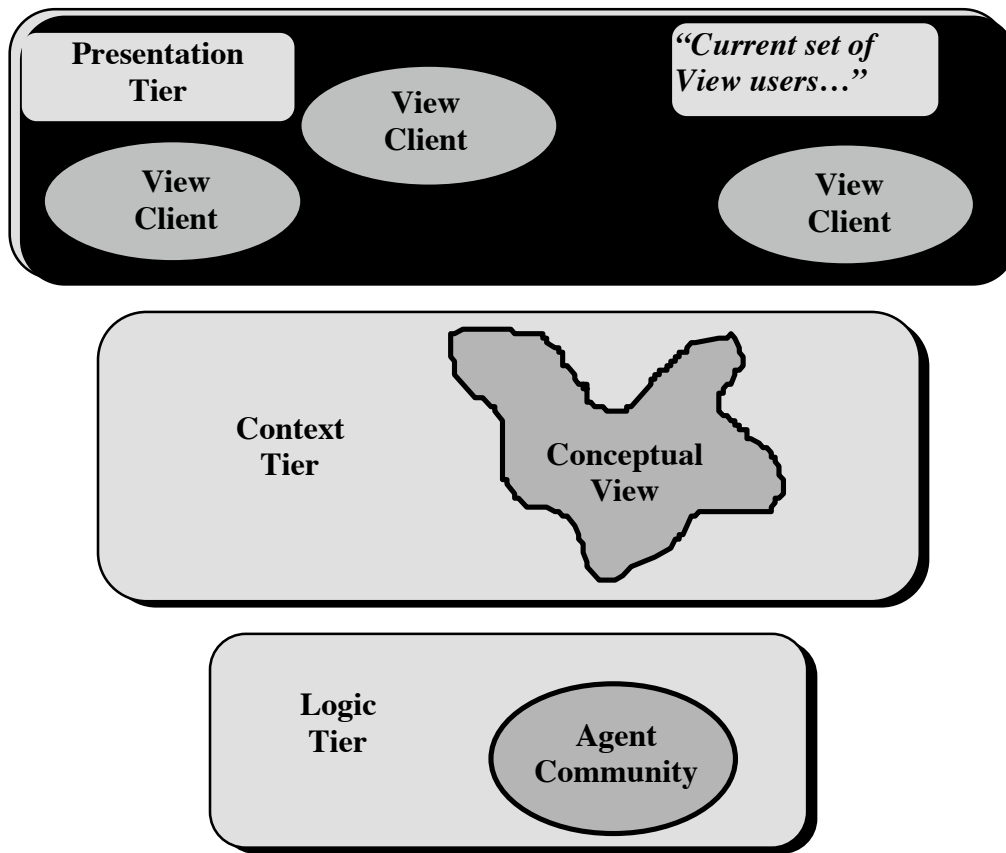 Presentation
Tier
“Current set of
View users…”
View
Client
View
Client
View
Client
Context
Tier
Conceptual
View
Logic
Tier
Agent
Community